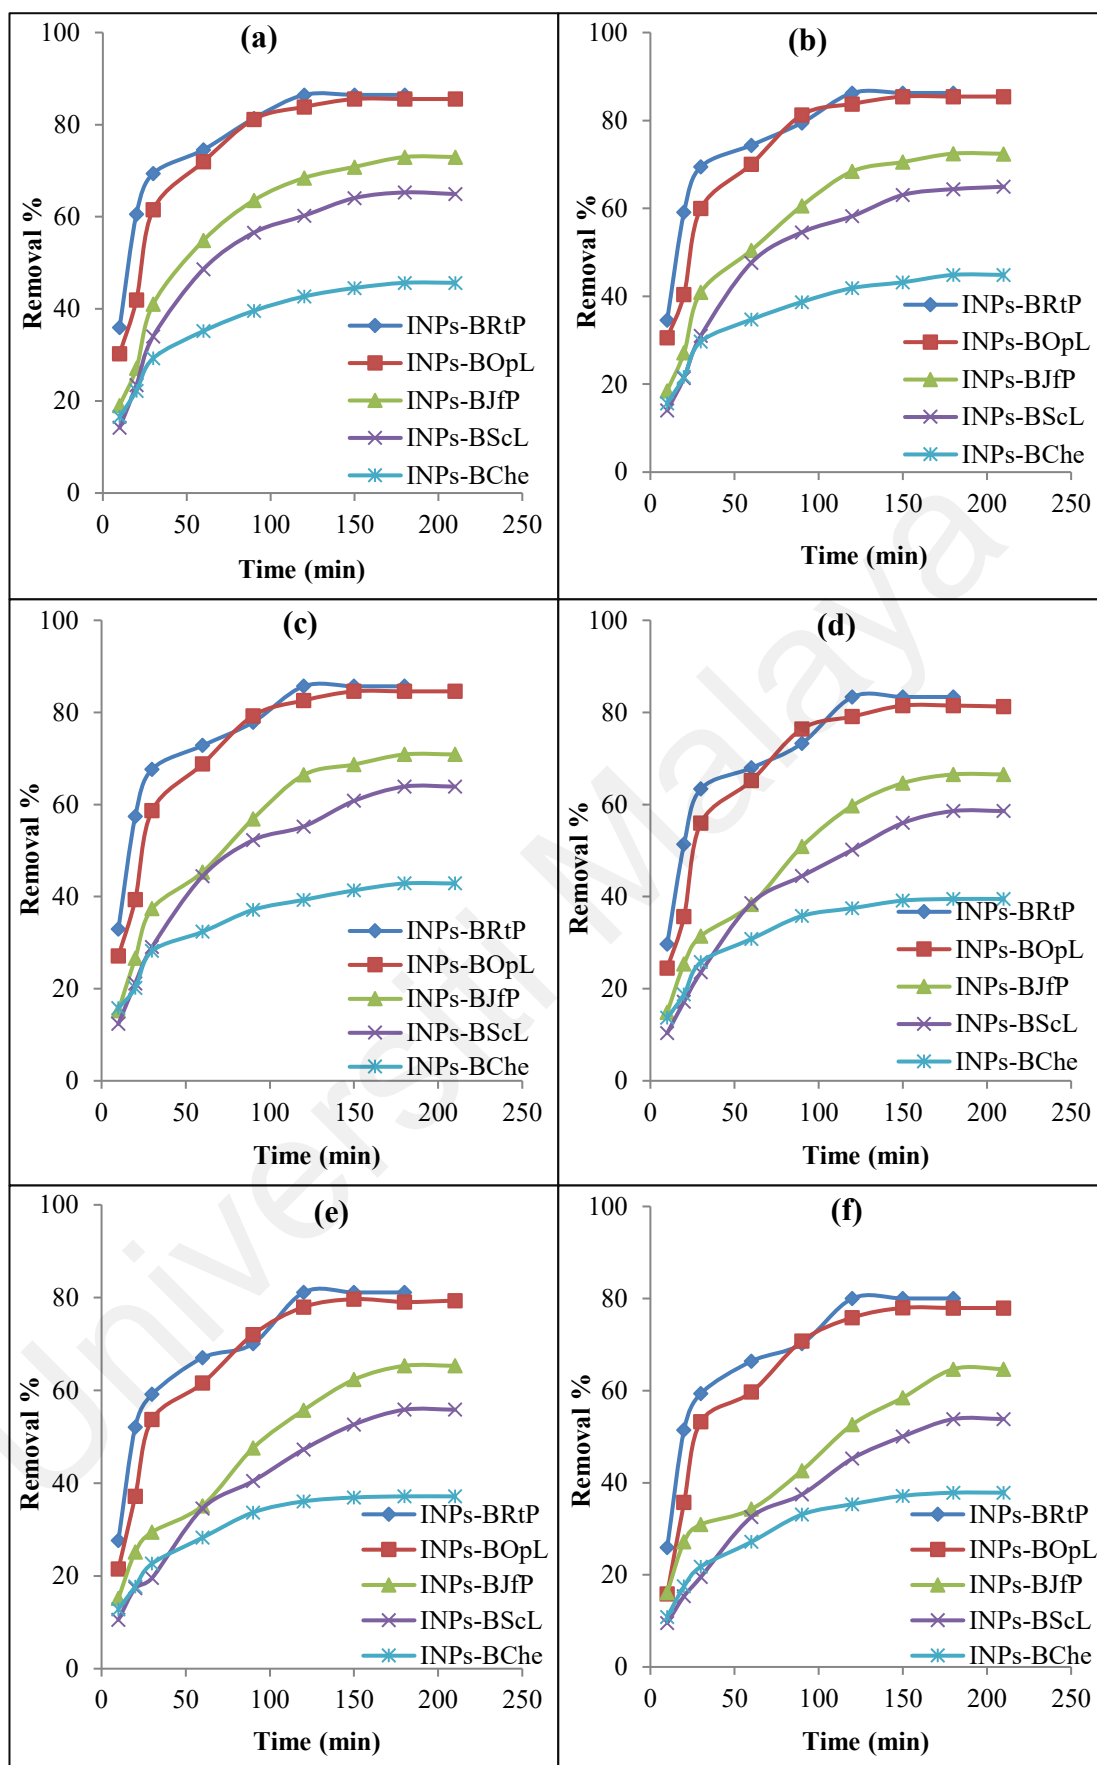 (a)
100
80
60
40
20
0
Removal %
INPs-BRtP
INPs-BOpL
INPs-BJfP
INPs-BScL
INPs-BChe
0 50 100 150 200 250
Time (min)
(b)
100
80
60
40
20
0
Removal %
INPs-BRtP
INPs-BOpL
INPs-BJfP
INPs-BScL
INPs-BChe
0 50 100 150 200 250
Time (min)
(c)
100
80
60
40
20
0
Removal %
INPs-BRtP
INPs-BOpL
INPs-BJfP
INPs-BScL
INPs-BChe
0 50 100 150 200 250
Time (min)
(d)
100
80
60
40
20
0
Removal %
INPs-BRtP
INPs-BOpL
INPs-BJfP
INPs-BScL
INPs-BChe
0 50 100 150 200 250
Time (min)
(e)
100
80
60
40
20
0
Removal %
INPs-BRtP
INPs-BOpL
INPs-BJfP
INPs-BScL
INPs-BChe
0 50 100 150 200 250
Time (min)
(f)
100
80
60
40
20
0
Removal %
INPs-BRtP
INPs-BOpL
INPs-BJfP
INPs-BScL
INPs-BChe
0 50 100 150 200 250
Time (min)
Universiti Malaya